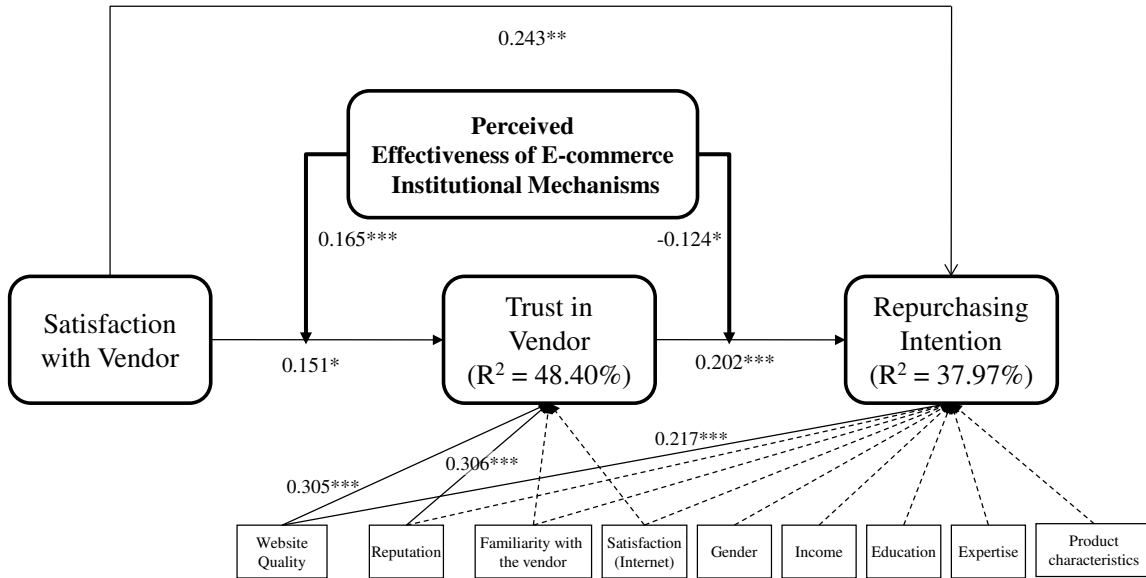 0.243**
Perceived
Effectiveness of E-commerce
Institutional Mechanisms
0.165***
-0.124*
Satisfaction
with Vendor
0.151*
Trust in
Vendor
(R² = 48.40%)
0.202***
Repurchasing
Intention
(R² = 37.97%)
0.217***
0.306***
0.305***
Website
Quality
Reputation
Familiarity with
the vendor
Satisfaction
(Internet)
Gender
Income
Education
Expertise
Product
characteristics